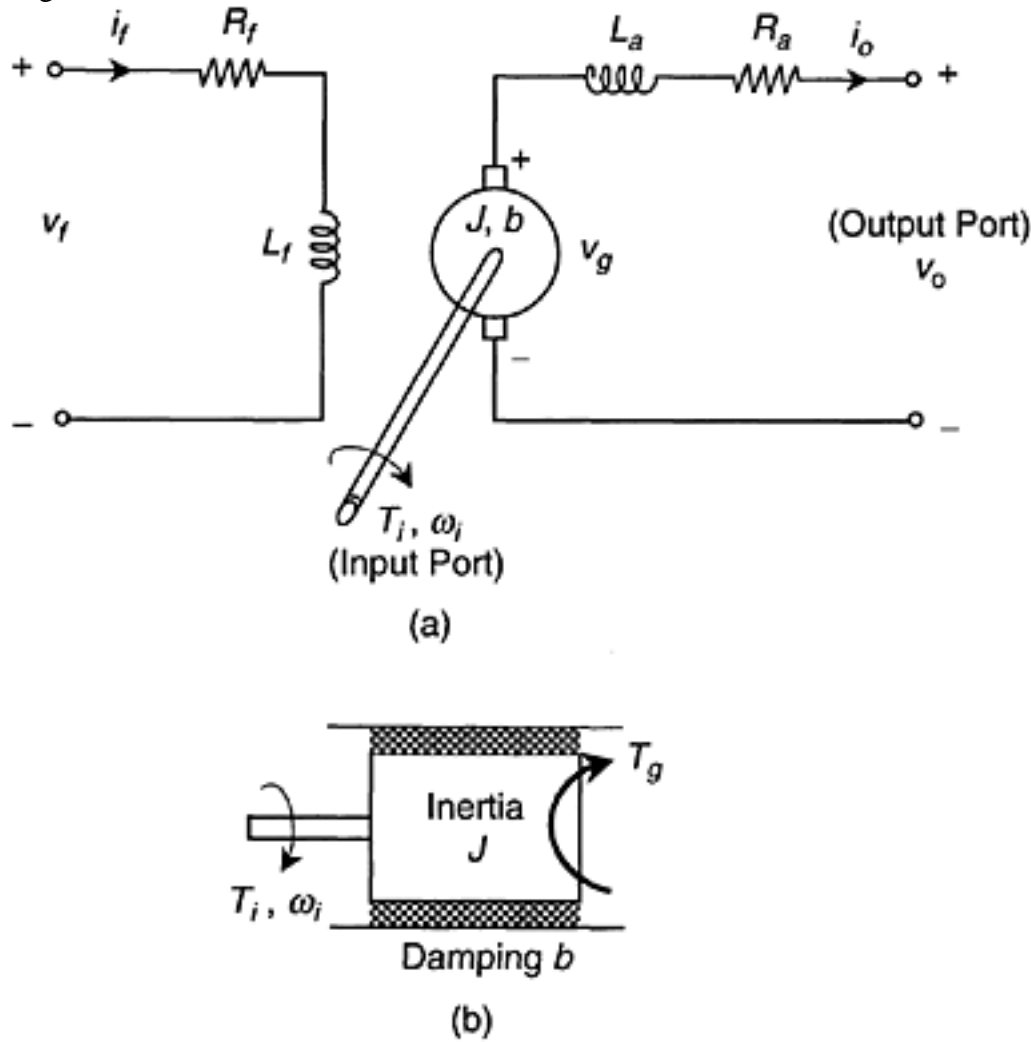 + i_f R_f L_a R_a i_o +
v_f L_f J, b + v_g (Output Port)
v_o
– – –
T_i, ω_i
(Input Port)
(a)
T_g
Inertia
J
T_i, ω_i
Damping b
(b)